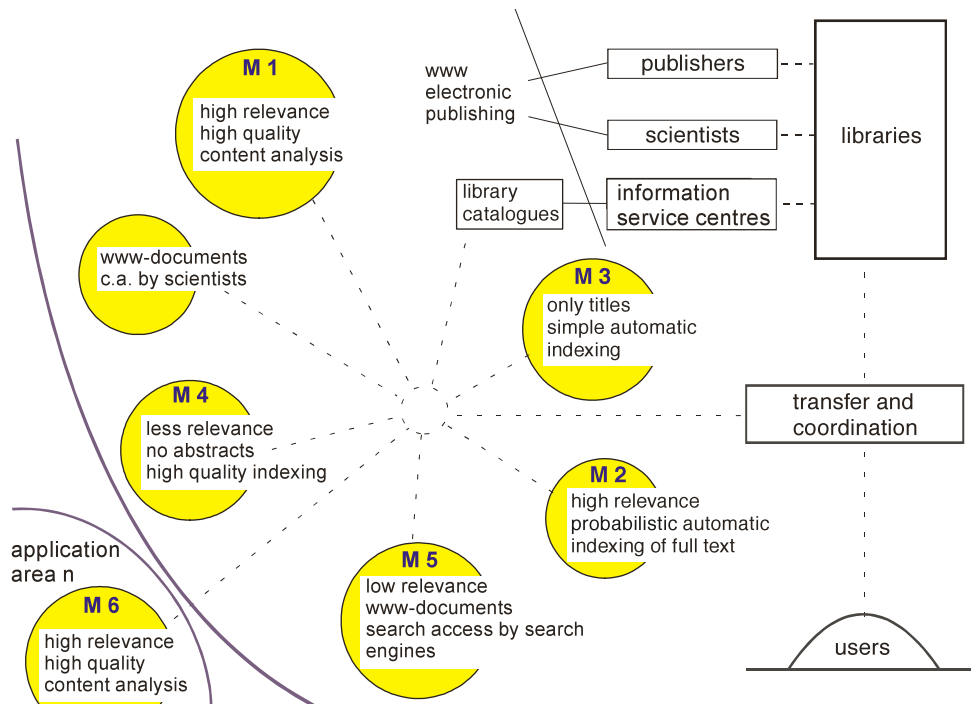 M 1
high relevance
high quality
content analysis
www
electronic
publishing
publishers
scientists
library
catalogues
information
service centres
libraries
www-documents
c.a. by scientists
M 3
only titles
simple automatic
indexing
M 4
less relevance
no abstracts
high quality indexing
transfer and
coordination
M 2
high relevance
probabilistic automatic
indexing of full text
application
area n
M 5
low relevance
www-documents
search access by search
engines
M 6
high relevance
high quality
content analysis
users